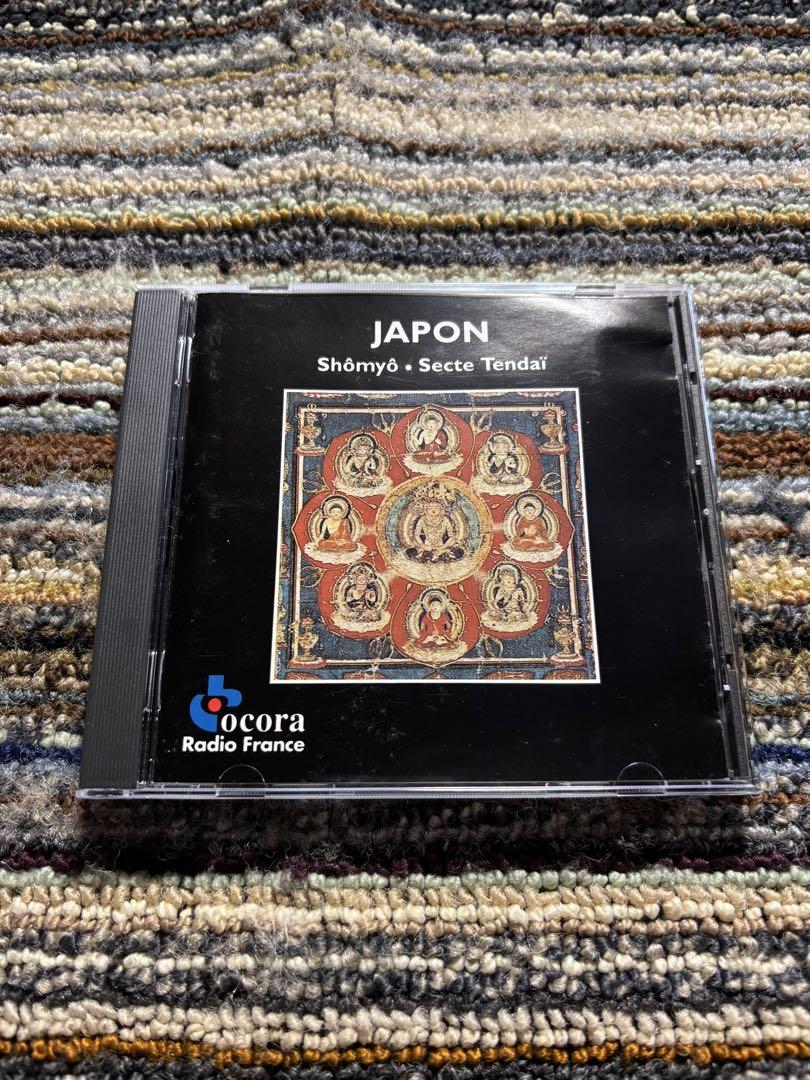 JAPON
Shômyô • Secte Tendaï
ocora
Radio France